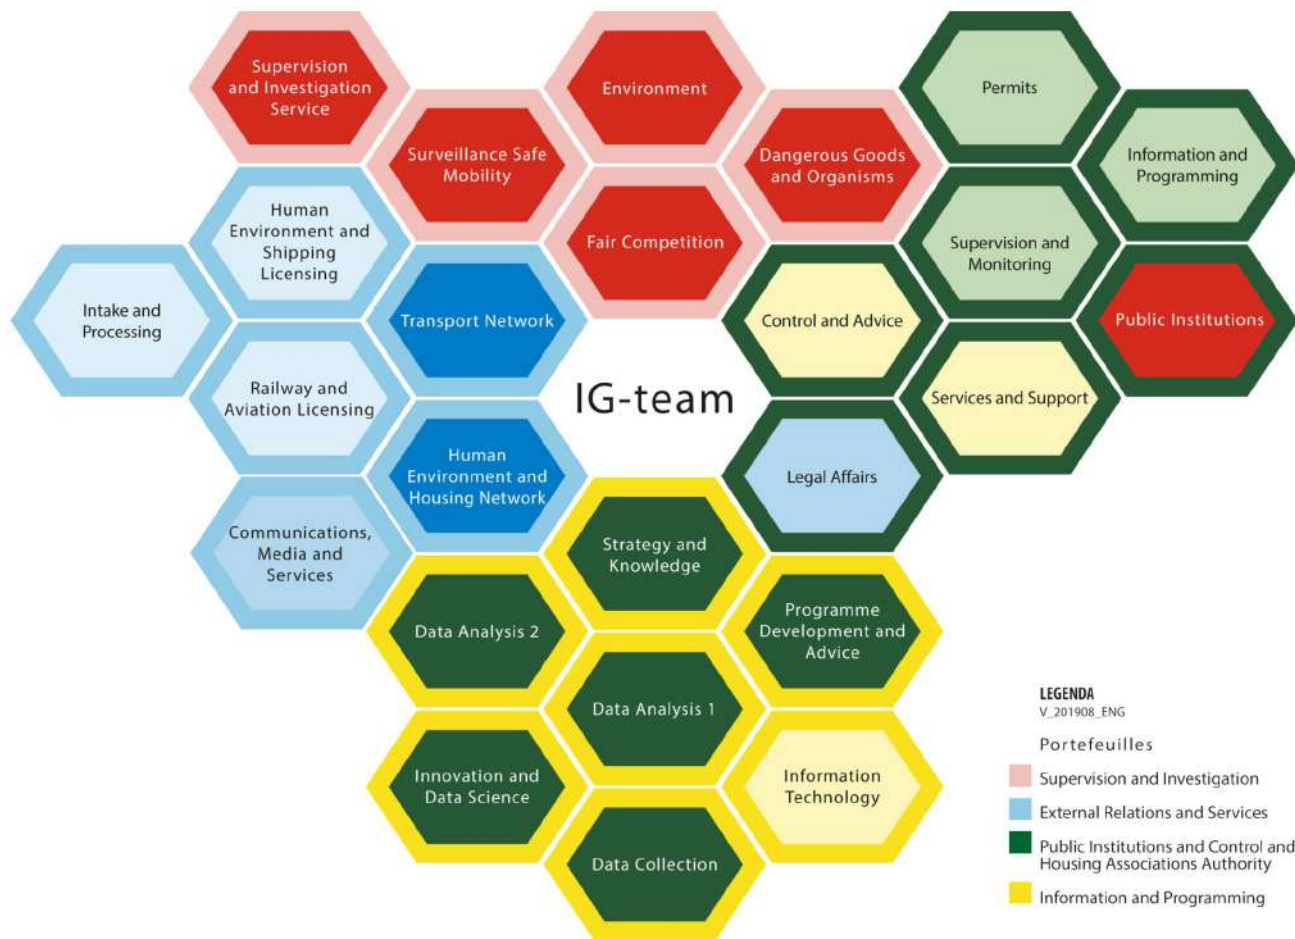 Supervision
and Investigation
Service
Environment
Permits
Surveillance Safe
Mobility
Dangerous Goods
and Organisms
Information and
Programming
Human
Environment and
Shipping
Licensing
Fair Competition
Supervision and
Monitoring
Intake and
Processing
Transport Network
Control and Advice
Public Institutions
Railway and
Aviation Licensing
IG-team
Services and Support
Human
Environment and
Housing Network
Legal Affairs
Communications,
Media and
Services
Strategy and
Knowledge
Data Analysis 2
Programme
Development and
Advice
Data Analysis 1
Innovation and
Data Science
Information
Technology
Data Collection
LEGENDA
V_201908_ENG
Portefeuilles
Supervision and Investigation
External Relations and Services
Public Institutions and Control and
Housing Associations Authority
Information and Programming